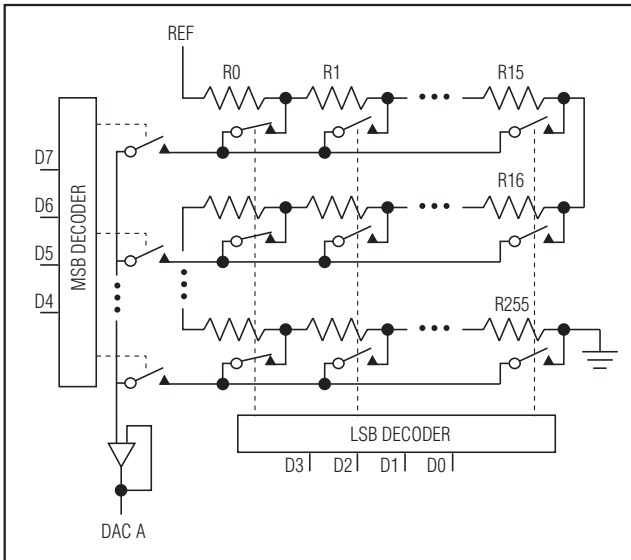 REF
R0
R1
R15
D7
D6
D5
D4
MSB DECODER
R16
R255
LSB DECODER
D3
D2
D1
D0
DAC A